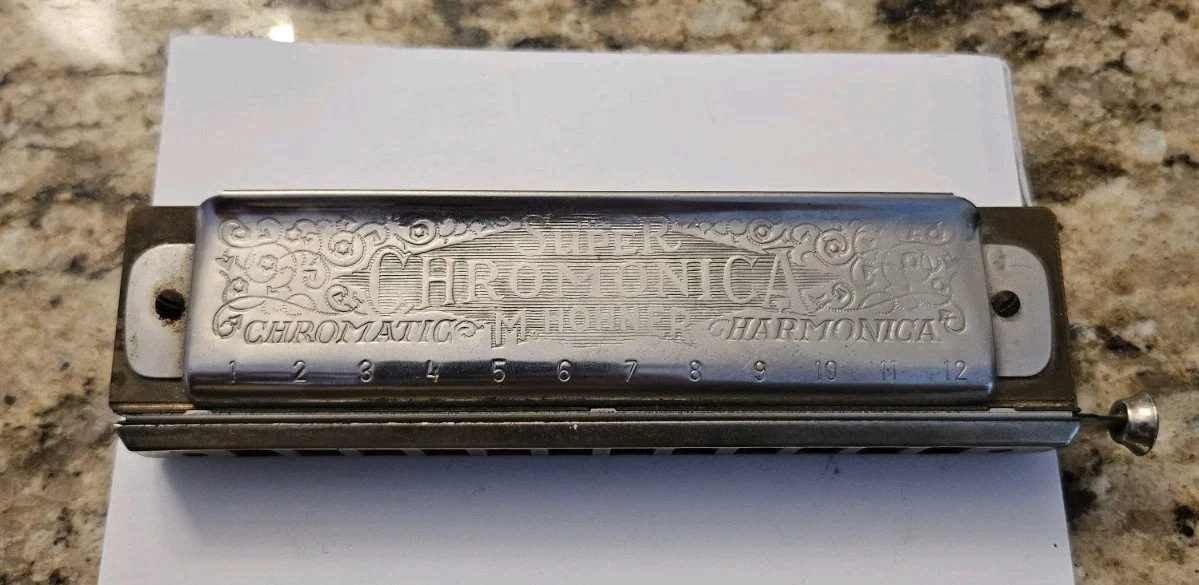 SUPER
CHROMONICA
CHROMATIC M. HOHNER HARMONICA
1 2 3 4 5 6 7 8 9 10 11 12